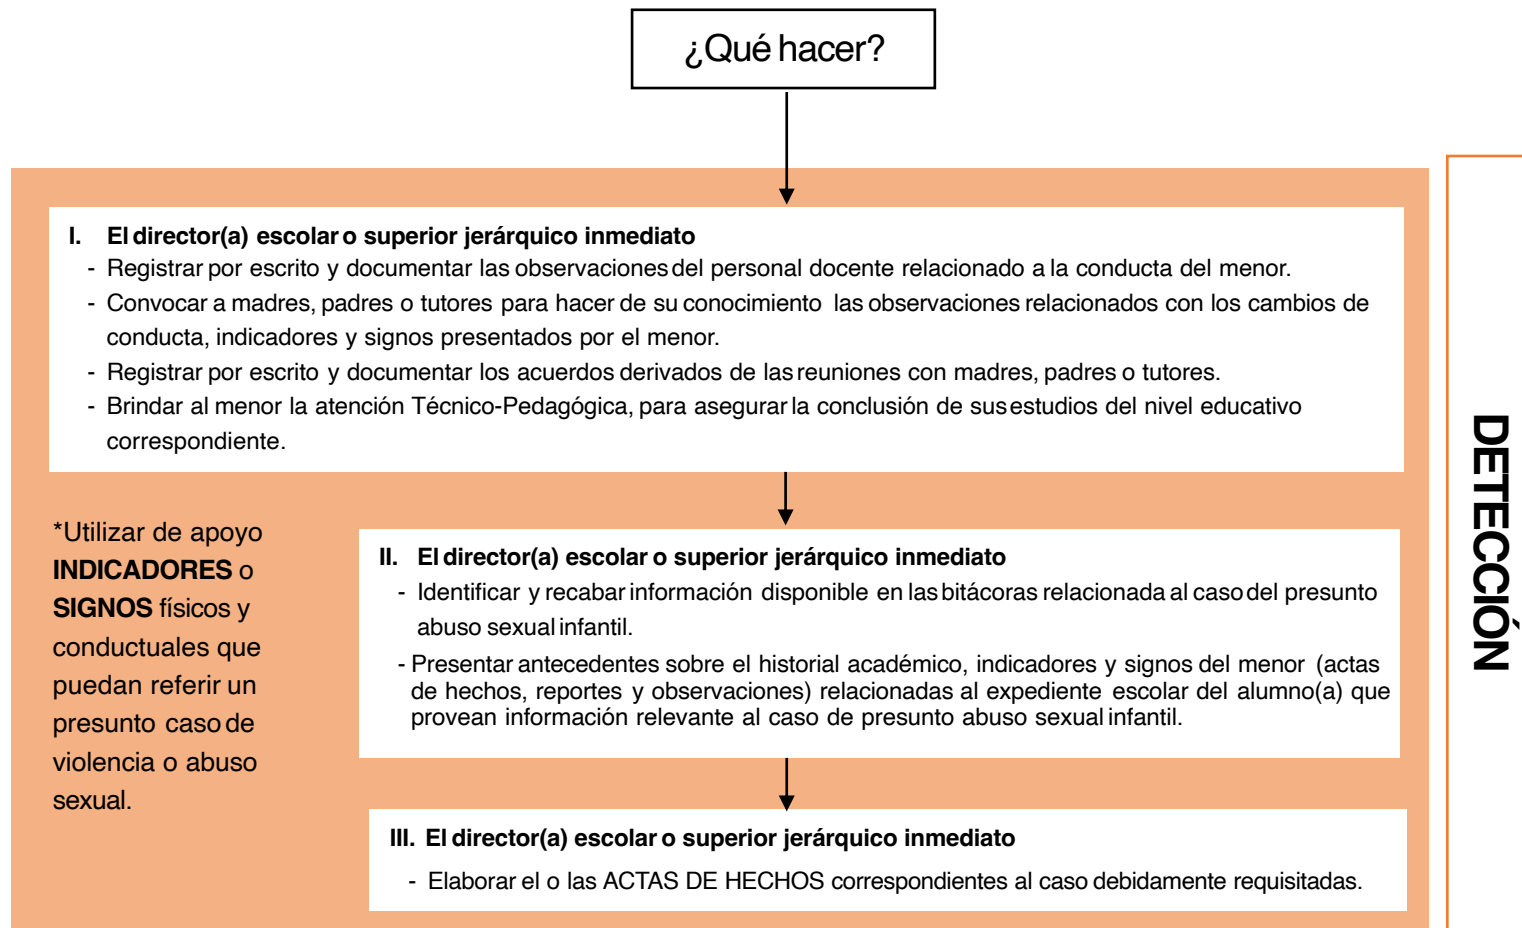 ¿Qué hacer?
I. El director(a) escolar o superior jerárquico inmediato
- Registrar por escrito y documentar las observaciones del personal docente relacionado a la conducta del menor.
- Convocar a madres, padres o tutores para hacer de su conocimiento las observaciones relacionados con los cambios de
conducta, indicadores y signos presentados por el menor.
- Registrar por escrito y documentar los acuerdos derivados de las reuniones con madres, padres o tutores.
- Brindar al menor la atención Técnico-Pedagógica, para asegurar la conclusión de sus estudios del nivel educativo
correspondiente.
*Utilizar de apoyo
INDICADORES o
SIGNOS físicos y
conductuales que
puedan referir un
presunto caso de
violencia o abuso
sexual.
II. El director(a) escolar o superior jerárquico inmediato
- Identificar y recabar información disponible en las bitácoras relacionada al caso del presunto
abuso sexual infantil.
- Presentar antecedentes sobre el historial académico, indicadores y signos del menor (actas
de hechos, reportes y observaciones) relacionadas al expediente escolar del alumno(a) que
provean información relevante al caso de presunto abuso sexual infantil.
III. El director(a) escolar o superior jerárquico inmediato
- Elaborar el o las ACTAS DE HECHOS correspondientes al caso debidamente requisitadas.
DETECCIÓN